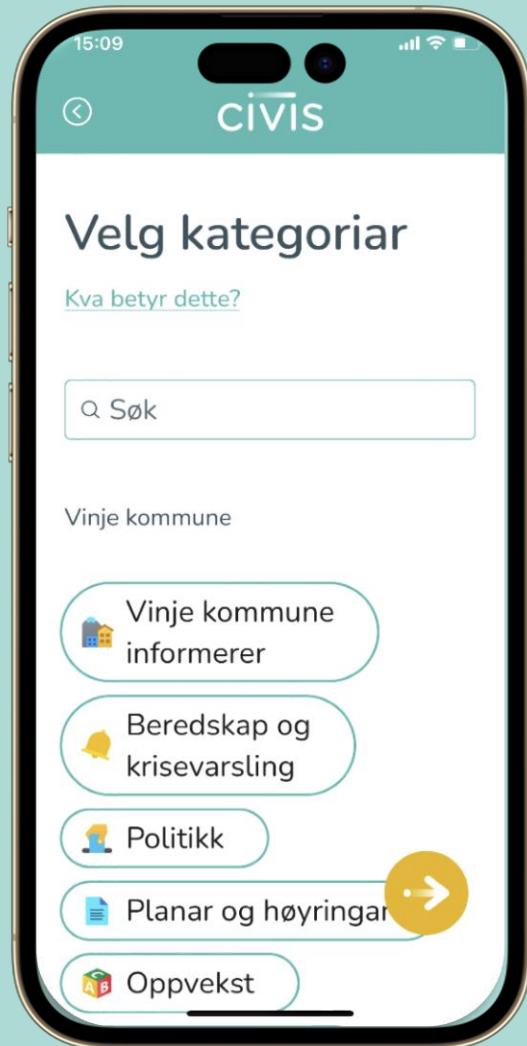 15:09
civis
Velg kategoriar
Kva betyr dette?
Søk
Vinje kommune
Vinje kommune
informerer
Beredskap og
krisevarsling
Politikk
Planar og høyringar
Oppvekst